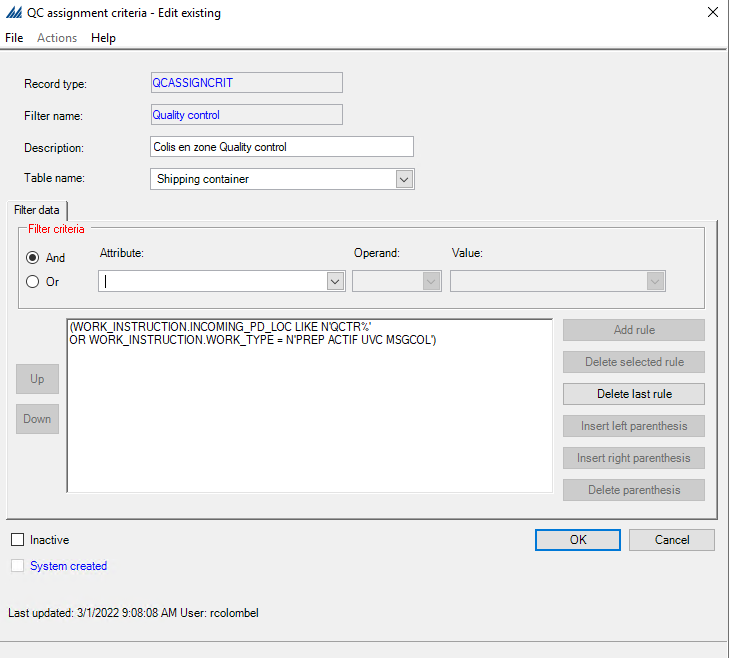 QC assignment criteria - Edit existing
File Actions Help
Record type: QCASSIGNCRIT
Filter name: Quality control
Description: Colis en zone Quality control
Table name: Shipping container
Filter data
Filter criteria
And
Or
Attribute: Operand: Value:
(WORK_INSTRUCTION.INCOMING_PD_LOC LIKE N'QCTR%'
OR WORK_INSTRUCTION.WORK_TYPE = N'PREP ACTIF UVC MSGCOL')
Up
Down
Add rule
Delete selected rule
Delete last rule
Insert left parenthesis
Insert right parenthesis
Delete parenthesis
Inactive
System created
OK Cancel
Last updated: 3/1/2022 9:08:08 AM User: rcolombel